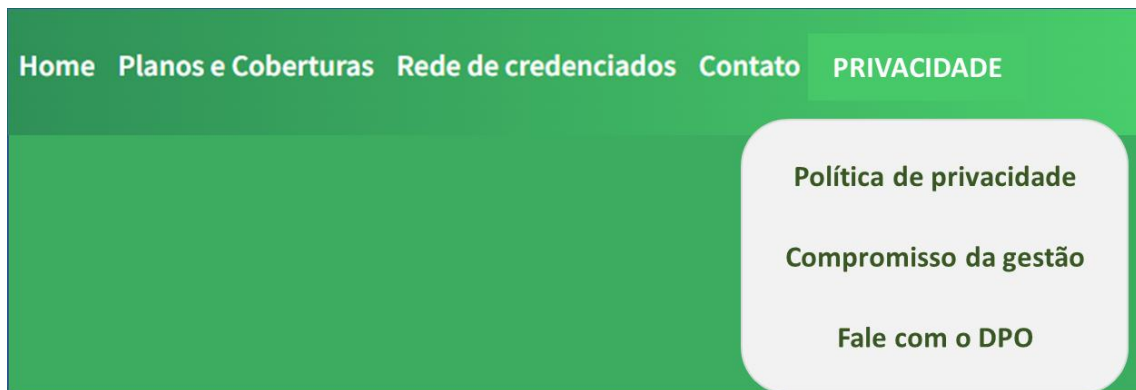 Home Planos e Coberturas Rede de credenciados Contato PRIVACIDADE
Política de privacidade
Compromisso da gestão
Fale com o DPO